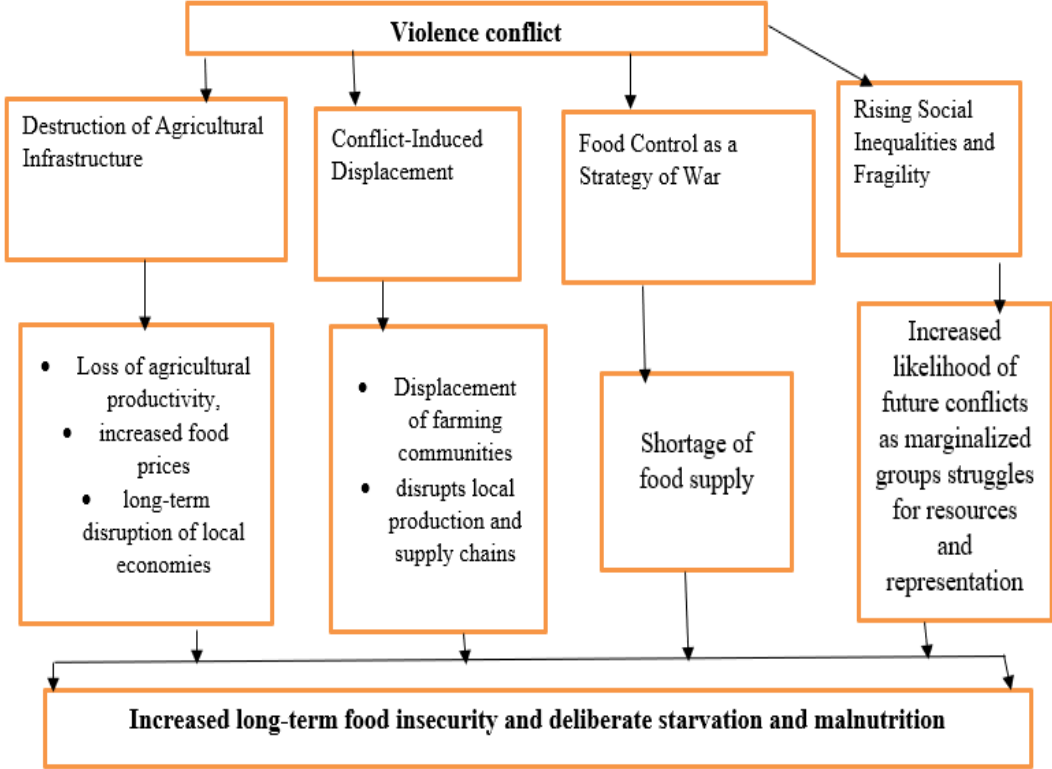 Violence conflict
Destruction of Agricultural
Infrastructure
Conflict-Induced
Displacement
Food Control as a
Strategy of War
Rising Social
Inequalities and
Fragility
• Loss of agricultural
productivity,
• increased food
prices
• long-term
disruption of local
economies
• Displacement
of farming
communities
• disrupts local
production and
supply chains
Shortage of
food supply
Increased
likelihood of
future conflicts
as marginalized
groups struggles
for resources
and
representation
Increased long-term food insecurity and deliberate starvation and malnutrition